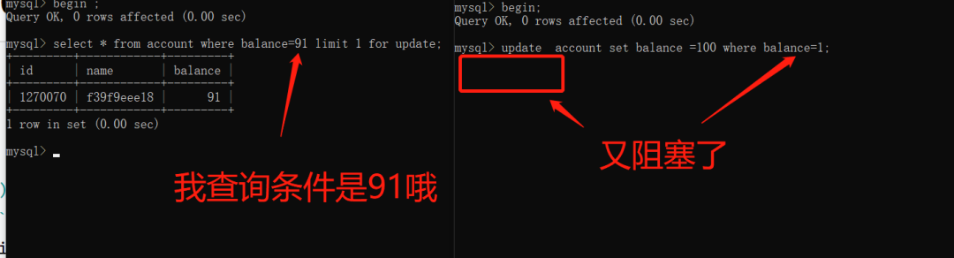 mysql> begin ;
Query OK, 0 rows affected (0.00 sec)
mysql> select * from account where balance=91 limit 1 for update;
| id | name | balance |
| 1270070 | f39f9eee18 | 91 |
1 row in set (0.00 sec)
mysql>
我查询条件是91哦
)
`
i
mysql> begin;
Query OK, 0 rows affected (0.00 sec)
mysql> update  account set balance =100 where balance=1;
又阻塞了